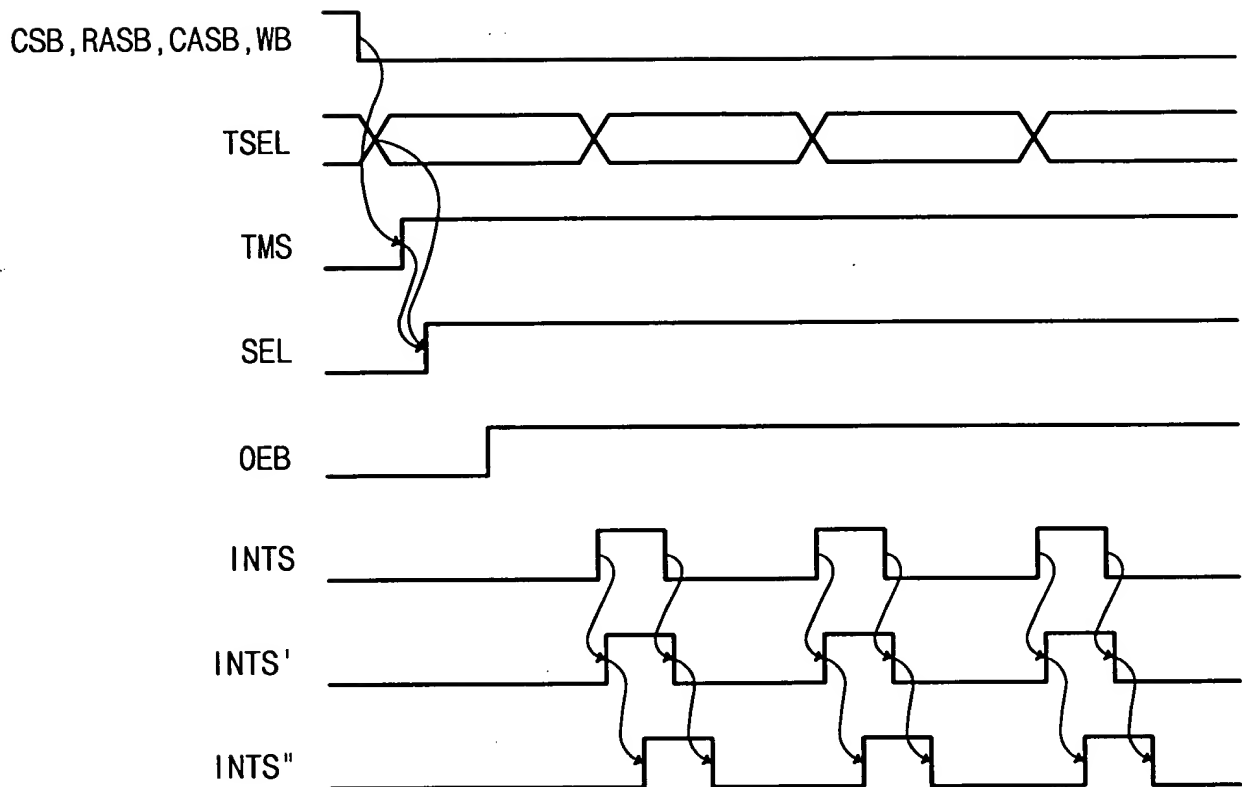 CSB,RASB,CASB,WB
TSEL
TMS
SEL
OEB
INTS
INTS'
INTS"